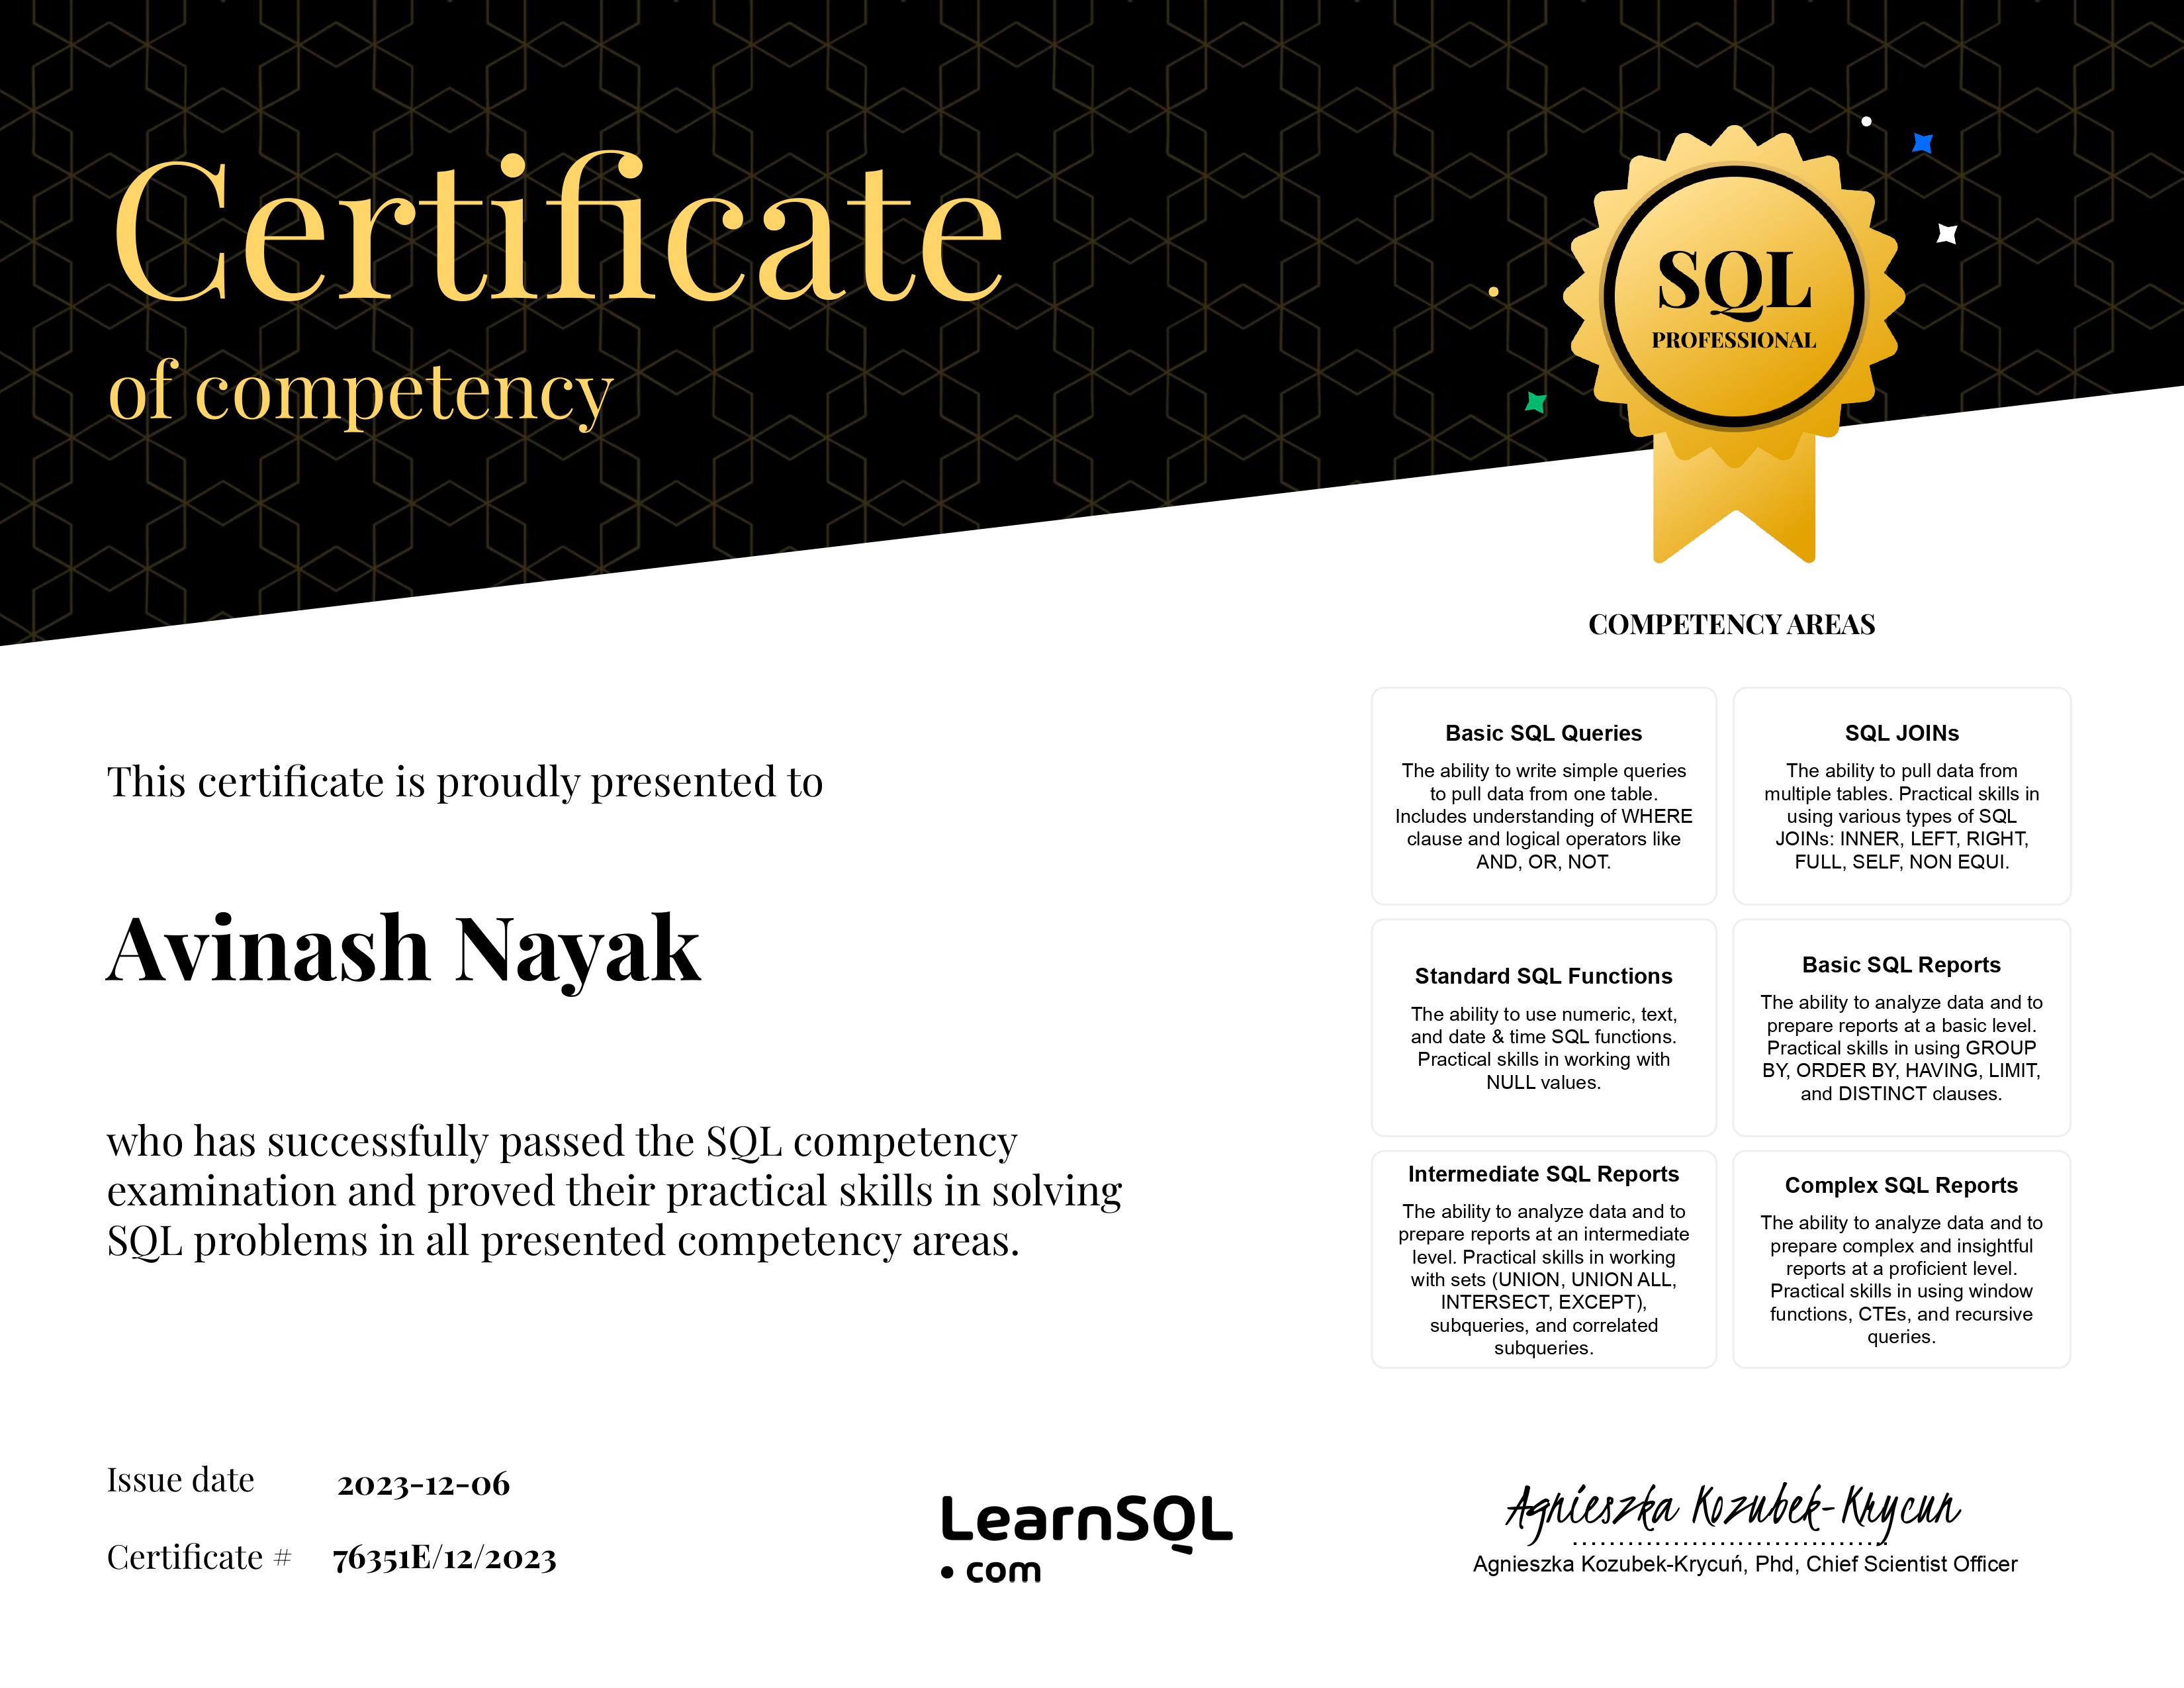 Certificate
of competency
SQL
PROFESSIONAL
COMPETENCY AREAS
This certificate is proudly presented to
Avinash Nayak
who has successfully passed the SQL competency
examination and proved their practical skills in solving
SQL problems in all presented competency areas.
Basic SQL Queries
The ability to write simple queries
to pull data from one table.
Includes understanding of WHERE
clause and logical operators like
AND, OR, NOT.
SQL JOINs
The ability to pull data from
multiple tables. Practical skills in
using various types of SQL
JOINs: INNER, LEFT, RIGHT,
FULL, SELF, NON EQUI.
Standard SQL Functions
The ability to use numeric, text,
and date & time SQL functions.
Practical skills in working with
NULL values.
Basic SQL Reports
The ability to analyze data and to
prepare reports at a basic level.
Practical skills in using GROUP
BY, ORDER BY, HAVING, LIMIT,
and DISTINCT clauses.
Intermediate SQL Reports
The ability to analyze data and to
prepare reports at an intermediate
level. Practical skills in working
with sets (UNION, UNION ALL,
INTERSECT, EXCEPT),
subqueries, and correlated
subqueries.
Complex SQL Reports
The ability to analyze data and to
prepare complex and insightful
reports at a proficient level.
Practical skills in using window
functions, CTEs, and recursive
queries.
Issue date 2023-12-06
Certificate # 76351E/12/2023
LearnSQL
• com
Agnieszka Kozubek-Krycuń
Agnieszka Kozubek-Krycuń, Phd, Chief Scientist Officer